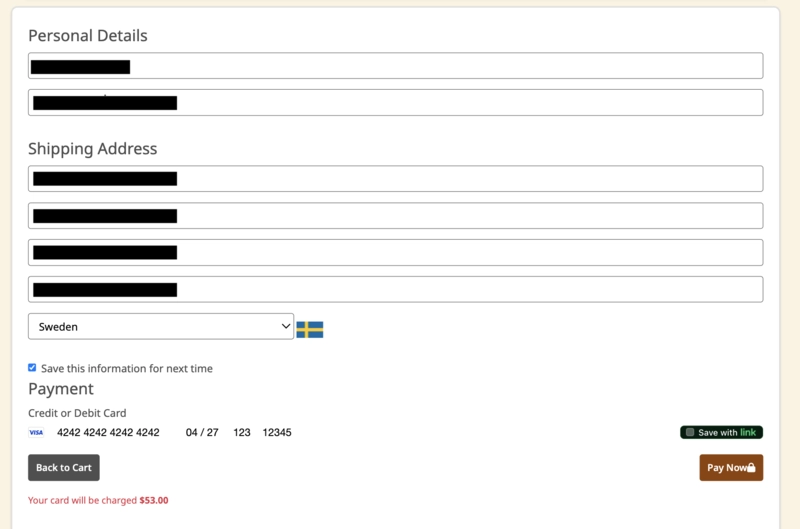 Personal Details
Shipping Address
Sweden
Save this information for next time
Payment
Credit or Debit Card
VISA 4242 4242 4242 4242 04 / 27 123 12345 Save with link
Back to Cart Pay Now
Your card will be charged $53.00